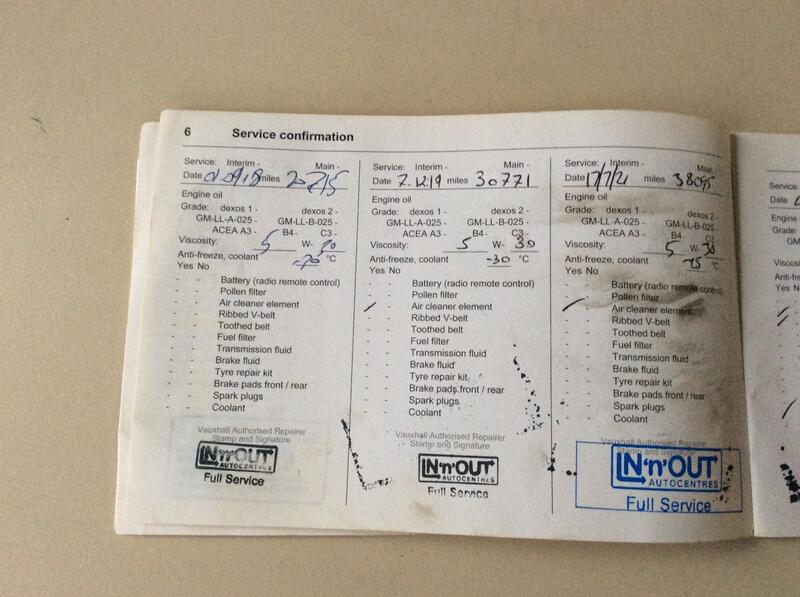 6 Service confirmation
Service: Interim - Main -
Date miles
Engine oil
Grade: dexos 1 - dexos 2 -
GM-LL-A-025 - GM-LL-B-025 -
ACEA A3 - B4- C3 -
Viscosity: 5 W- 30
Anti-freeze, coolant °C
Yes No
- - Battery (radio remote control)
- - Pollen filter
- - Air cleaner element
- - Ribbed V-belt
- - Toothed belt
- - Fuel filter
- - Transmission fluid
- - Brake fluid
- - Tyre repair kit
- - Brake pads front / rear
- - Spark plugs
- - Coolant
Vauxhall Authorised Repairer
Stamp and Signature
IN'n'OUT
AUTOCENTRES
Full Service
Service: Interim - Main -
Date 7.12.19 miles 30771
Engine oil
Grade: dexos 1 - dexos 2 -
GM-LL-A-025 - GM-LL-B-025 -
ACEA A3 - B4- C3 -
Viscosity: 5 W- 30
Anti-freeze, coolant -30 °C
Yes No
- - Battery (radio remote control)
- - Pollen filter
- Air cleaner element
- - Ribbed V-belt
- - Toothed belt
- - Fuel filter
- - Transmission fluid
- - Brake fluid
- - Tyre repair kit
- - Brake pads front / rear
- - Spark plugs
- - Coolant
Vauxhall Authorised Repairer
Stamp and Signature
IN'n'OUT
AUTOCENTRES
Full Service
Service: Interim - Main -
Date 17/7/21 miles 38095
Engine oil
Grade: dexos 1 - dexos 2 -
GM-LL-A-025 - GM-LL-B-025 -
ACEA A3 - B4- C3 -
Viscosity: 5 W- 30
Anti-freeze, coolant °C
Yes No
- - Battery (radio remote control)
- - Pollen filter
- Air cleaner element
- - Ribbed V-belt
- - Toothed belt
- - Fuel filter
- - Transmission fluid
- - Brake fluid
- - Tyre repair kit
- - Brake pads front / rear
- - Spark plugs
- - Coolant
Vauxhall Authorised Repairer
Stamp and Signature
IN'n'OUT
AUTOCENTRES
Full Service
Service:
Date
Engine oil
Grade:
Anti-free
Yes N